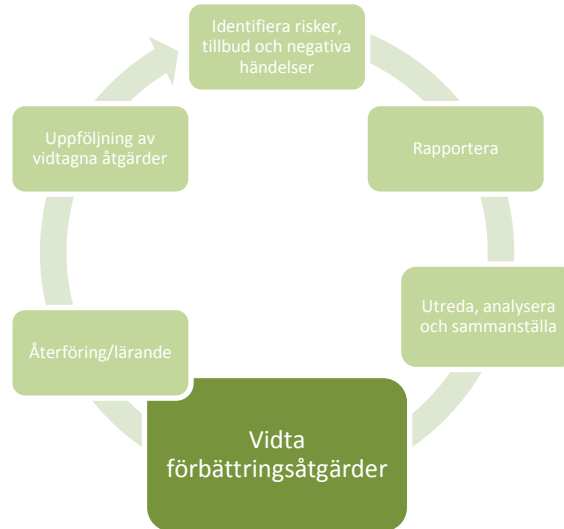 Identifiera risker,
tillbud och negativa
händelser
Rapportera
Utreda, analysera
och sammanställa
Vidta
förbättringsåtgärder
Återföring/lärande
Uppföljning av
vidtagna åtgärder